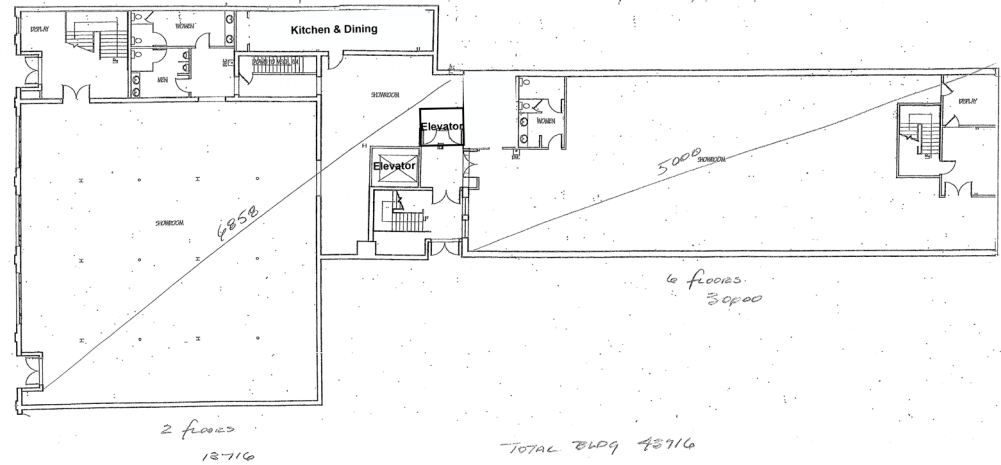 Kitchen & Dining
DISPLAY
WOMEN
MEN
SHOWROOM
Elevator
WOMEN
DISPLAY
Elevator
5000
SHOWROOM
SHOWROOM
6858
6 floors
30,000
2 floors
13716
TOTAL BLDG 43716